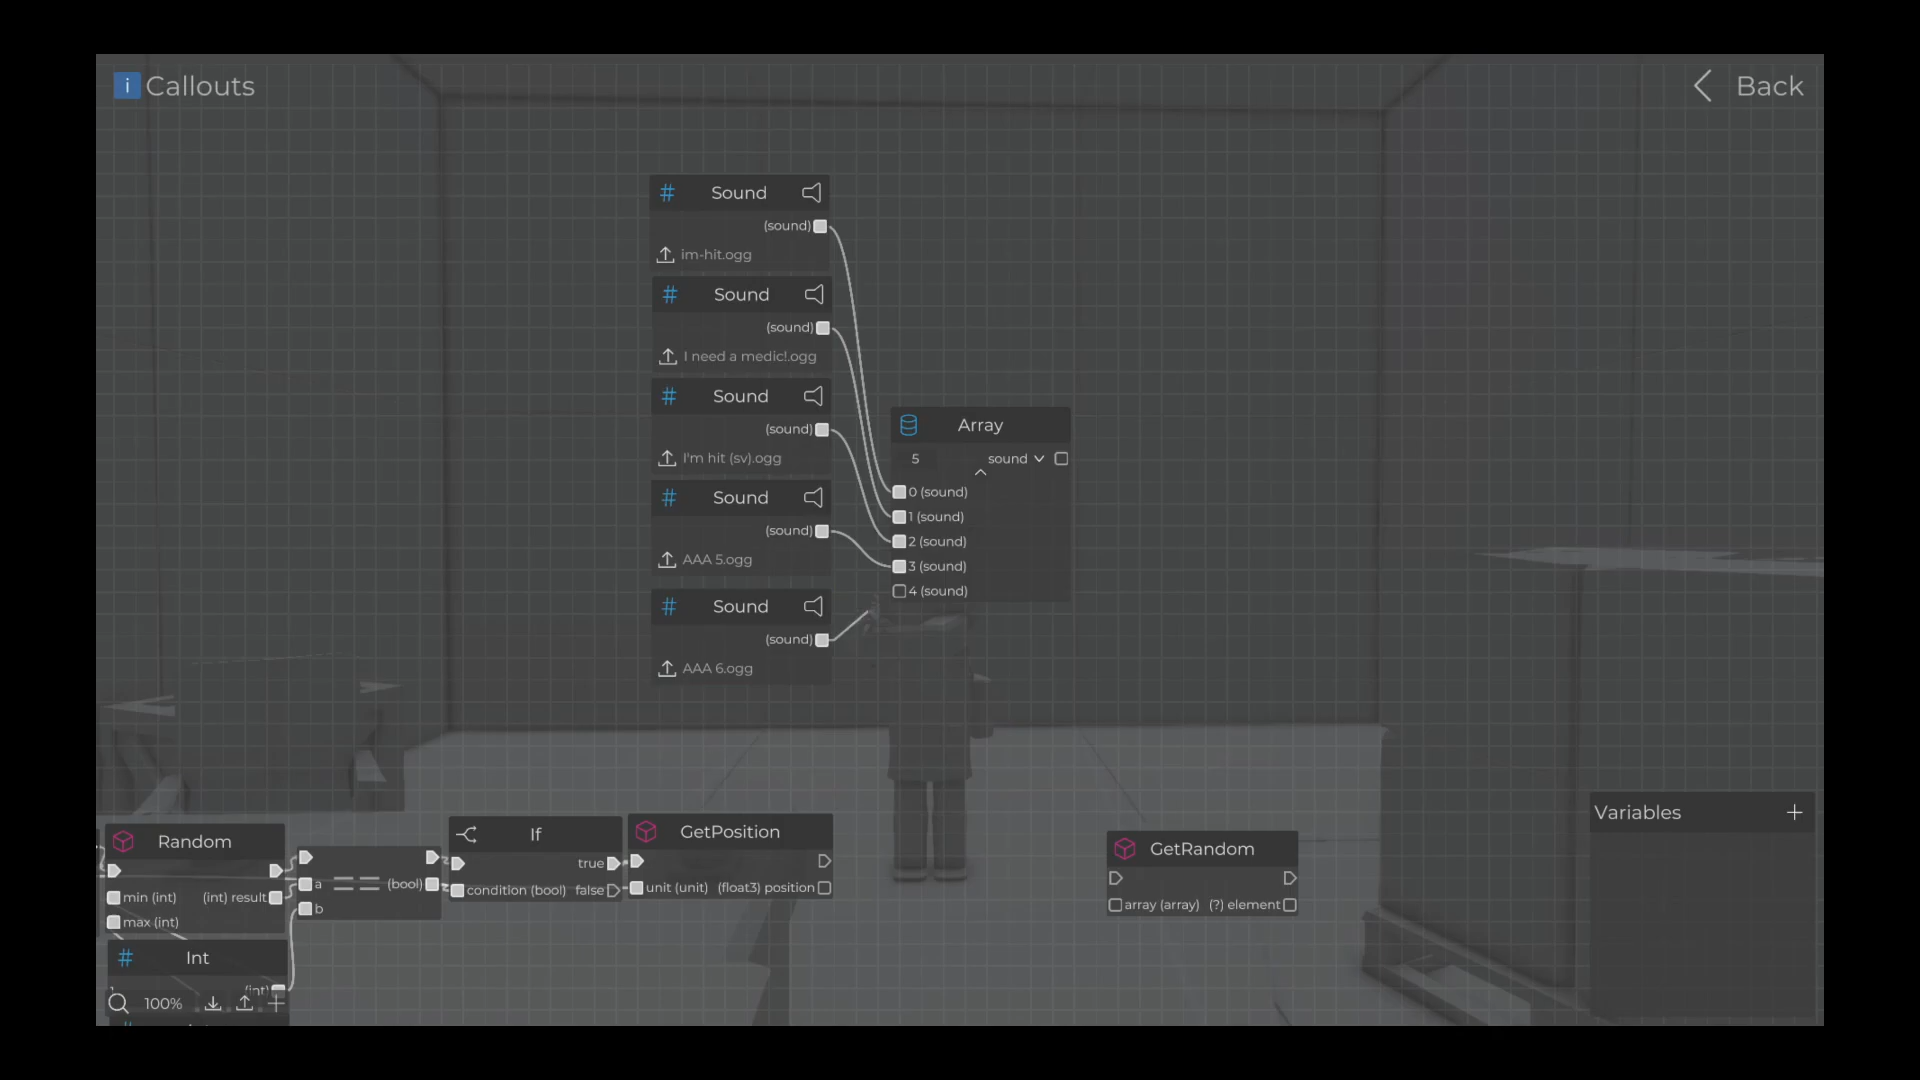 i Callouts
Back
# Sound
(sound)
im-hit.ogg
# Sound
(sound)
I need a medic!.ogg
# Sound
(sound)
I'm hit (sv).ogg
# Sound
(sound)
AAA 5.ogg
# Sound
(sound)
AAA 6.ogg
Array
5 sound
0 (sound)
1 (sound)
2 (sound)
3 (sound)
4 (sound)
Random
min (int) (int) result
max (int)
a == (bool)
b
If
true
condition (bool) false
GetPosition
unit (unit) (float3) position
GetRandom
array (array) (?) element
# Int
(int)
100%
Variables +